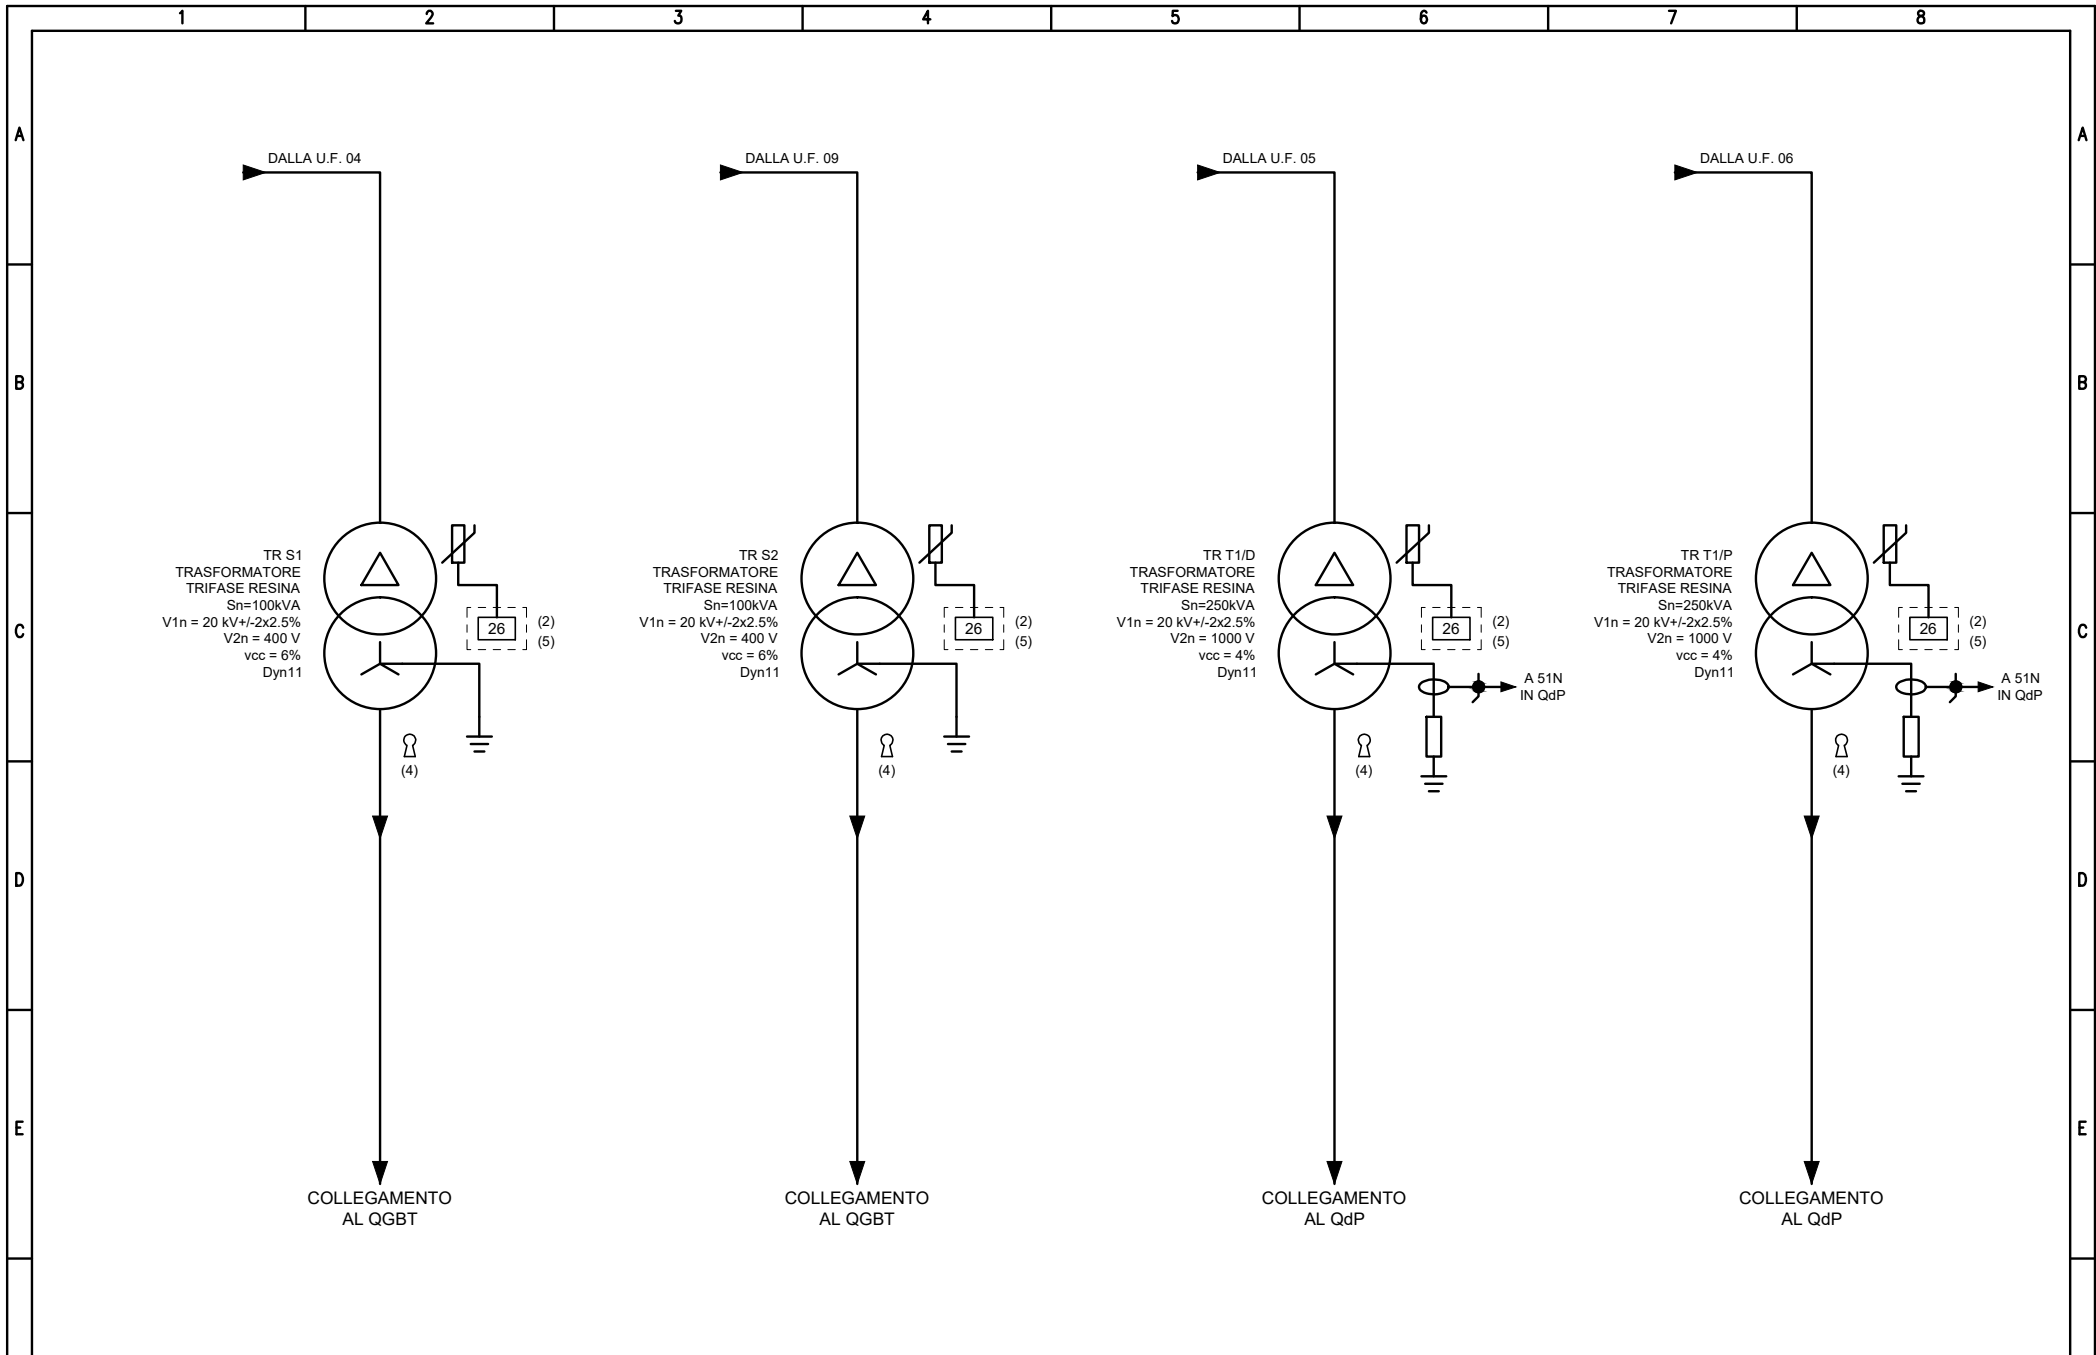 1 2 3 4 5 6 7 8
A A
DALLA U.F. 04
DALLA U.F. 09
DALLA U.F. 05
DALLA U.F. 06
B B
C C
TR S1
TRASFORMATORE
TRIFASE RESINA
Sn=100kVA
V1n = 20 kV+/-2x2.5%
V2n = 400 V
vcc = 6%
Dyn11
26
(2)
(5)
(4)
TR S2
TRASFORMATORE
TRIFASE RESINA
Sn=100kVA
V1n = 20 kV+/-2x2.5%
V2n = 400 V
vcc = 6%
Dyn11
26
(2)
(5)
(4)
TR T1/D
TRASFORMATORE
TRIFASE RESINA
Sn=250kVA
V1n = 20 kV+/-2x2.5%
V2n = 1000 V
vcc = 4%
Dyn11
26
(2)
(5)
A 51N
IN QdP
(4)
TR T1/P
TRASFORMATORE
TRIFASE RESINA
Sn=250kVA
V1n = 20 kV+/-2x2.5%
V2n = 1000 V
vcc = 4%
Dyn11
26
(2)
(5)
A 51N
IN QdP
(4)
D D
E E
COLLEGAMENTO
AL QGBT
COLLEGAMENTO
AL QGBT
COLLEGAMENTO
AL QdP
COLLEGAMENTO
AL QdP